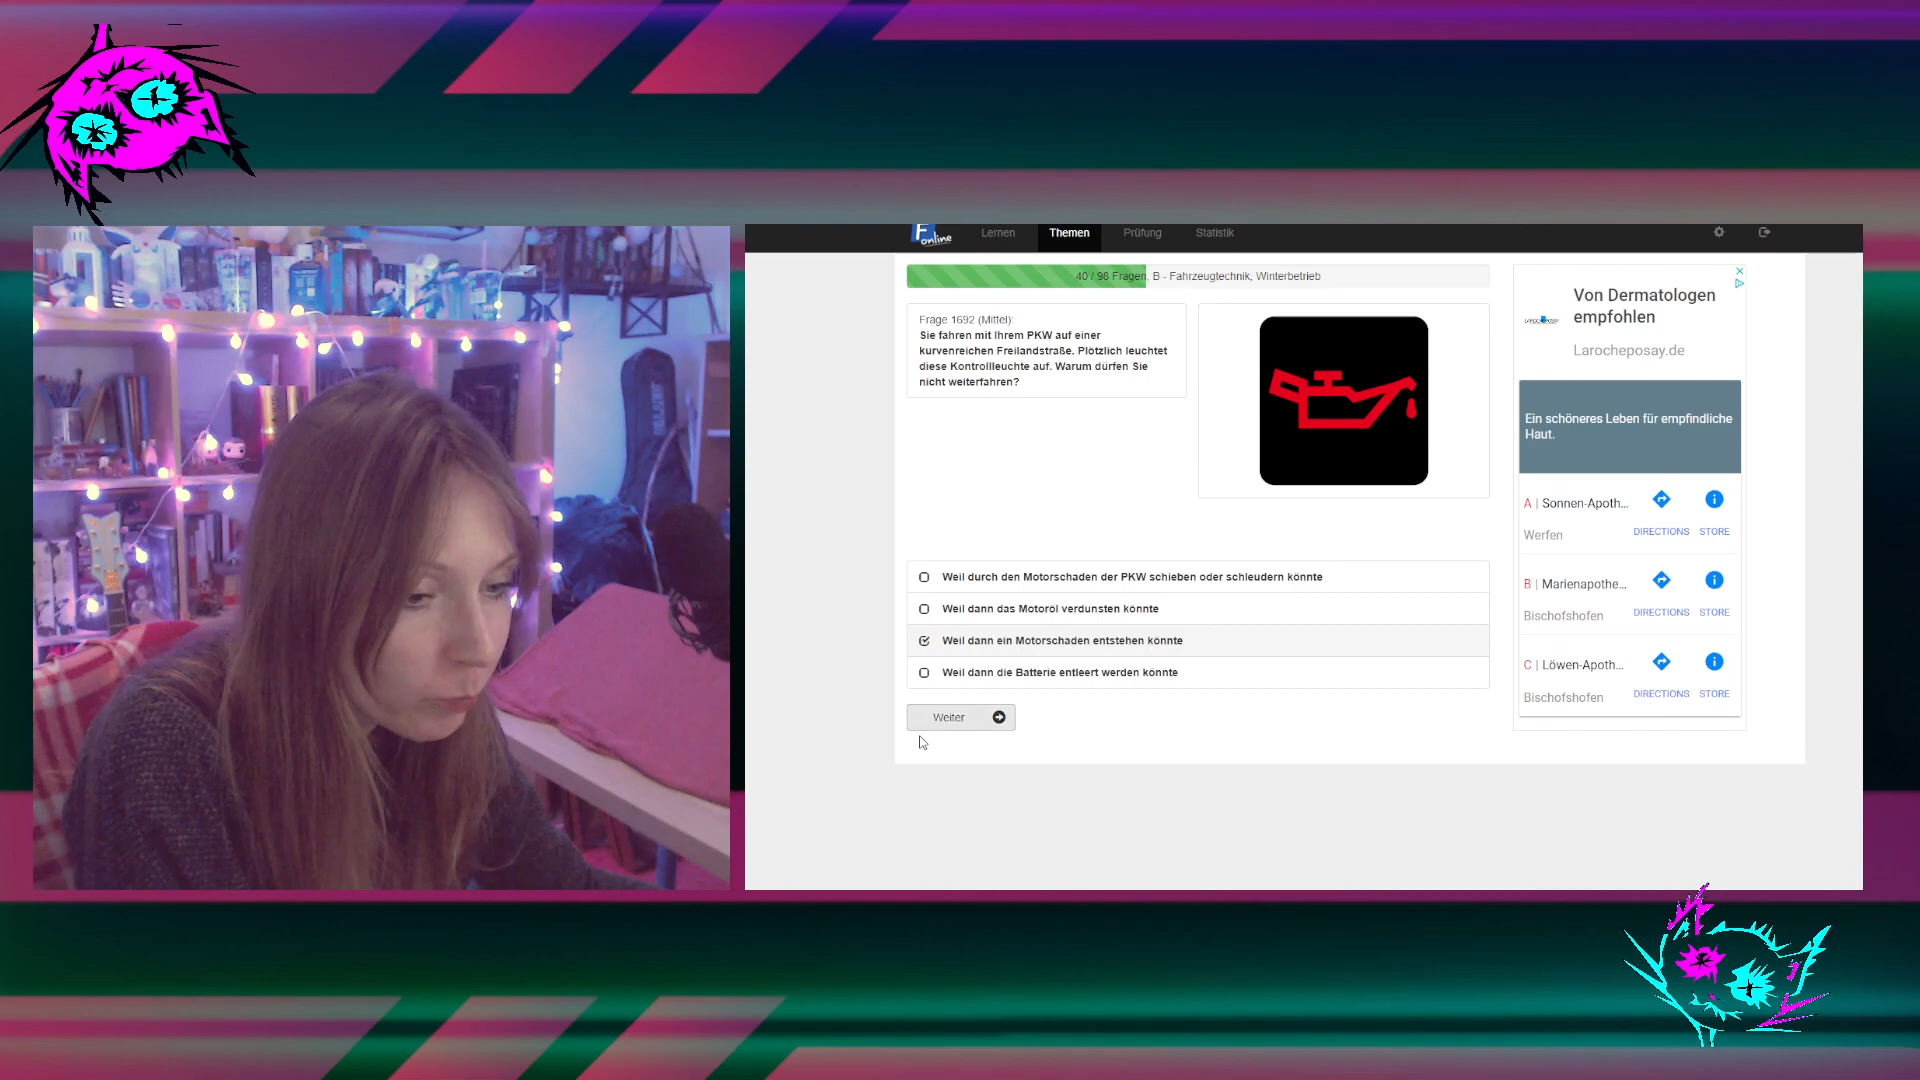 F online
Lernen
Themen
Prüfung
Statistik
40 / 98 Fragen, B - Fahrzeugtechnik, Winterbetrieb
Frage 1692 (Mittel):
Sie fahren mit Ihrem PKW auf einer
kurvenreichen Freilandstraße. Plötzlich leuchtet
diese Kontrollleuchte auf. Warum dürfen Sie
nicht weiterfahren?
Weil durch den Motorschaden der PKW schieben oder schleudern könnte
Weil dann das Motoröl verdunsten könnte
Weil dann ein Motorschaden entstehen könnte
Weil dann die Batterie entleert werden könnte
Weiter
Von Dermatologen
empfohlen
Larocheposay.de
Ein schöneres Leben für empfindliche
Haut.
A | Sonnen-Apoth...
Werfen
DIRECTIONS
STORE
B | Marienapothe...
Bischofshofen
DIRECTIONS
STORE
C | Löwen-Apoth...
Bischofshofen
DIRECTIONS
STORE